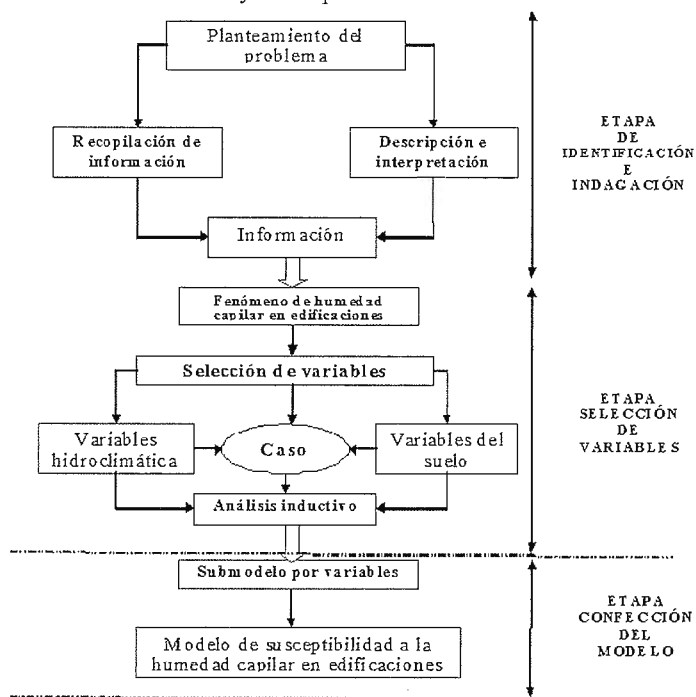 Planteamiento del
problema
Recopilación de
información
Descripción e
interpretación
Información
ETAPA
DE
IDENTIFICACIÓN
E
INDAGACIÓN
Fenómeno de humedad
capilar en edificaciones
Selección de variables
Variables
hidroclimática
Caso
Variables del
suelo
Análisis inductivo
ETAPA
SELECCIÓN
DE
VARIABLES
Submodelo por variables
Modelo de susceptibilidad a la
humedad capilar en edificaciones
ETAPA
CONFECCIÓN
DEL
MODELO